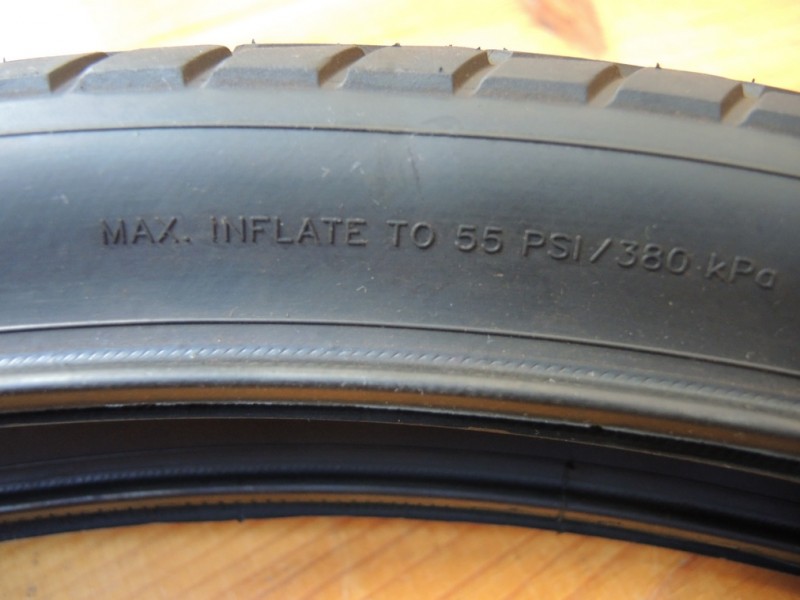 MAX. INFLATE TO 55 PSI/380 kPa